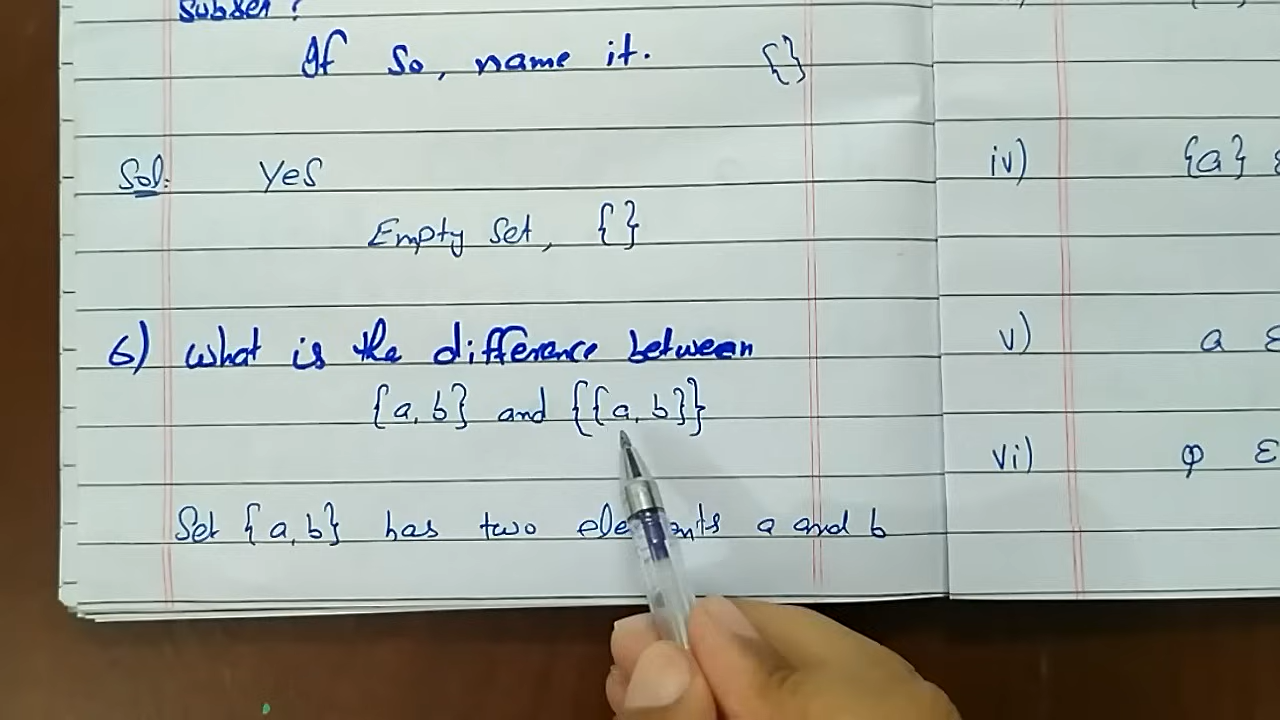 subset?
If so, name it. {}
Sol: Yes
Empty Set, {}
6) What is the difference between
{a, b} and {{a, b}}
Set {a, b} has two elements a and b
iv) {a} ε
v) a ε
vi) φ ε